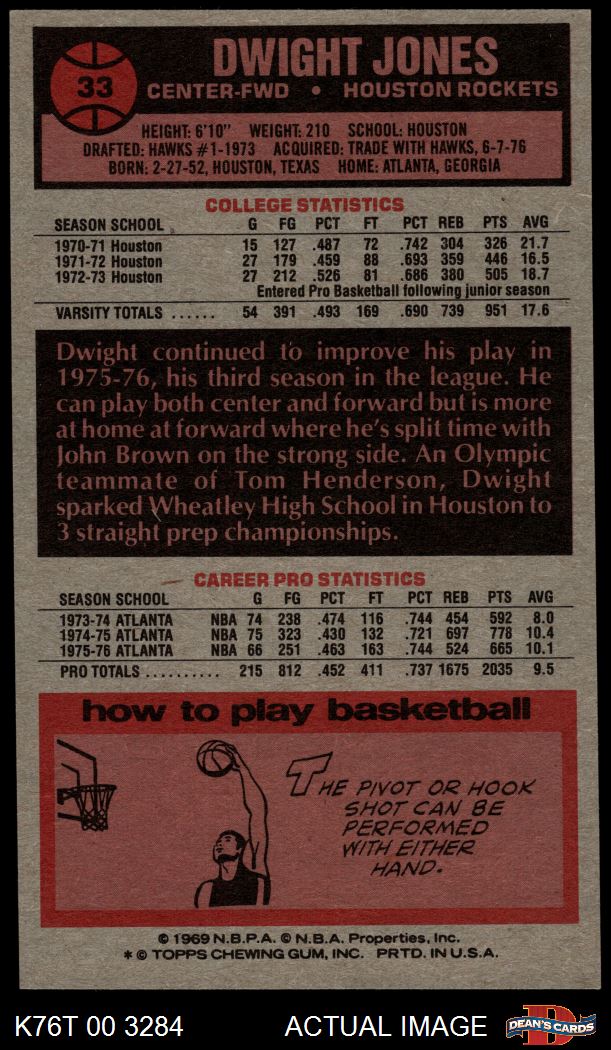 33
DWIGHT JONES
CENTER-FWD • HOUSTON ROCKETS
HEIGHT: 6'10" WEIGHT: 210 SCHOOL: HOUSTON
DRAFTED: HAWKS #1-1973 ACQUIRED: TRADE WITH HAWKS, 6-7-76
BORN: 2-27-52, HOUSTON, TEXAS HOME: ATLANTA, GEORGIA
COLLEGE STATISTICS
SEASON SCHOOL G FG PCT FT PCT REB PTS AVG
1970-71 Houston 15 127 .487 72 .742 304 326 21.7
1971-72 Houston 27 179 .459 88 .693 359 446 16.5
1972-73 Houston 27 212 .526 81 .686 380 505 18.7
Entered Pro Basketball following junior season
VARSITY TOTALS ...... 54 391 .493 169 .690 739 951 17.6
Dwight continued to improve his play in
1975-76, his third season in the league. He
can play both center and forward but is more
at home at forward where he's split time with
John Brown on the strong side. An Olympic
teammate of Tom Henderson, Dwight
sparked Wheatley High School in Houston to
3 straight prep championships.
CAREER PRO STATISTICS
SEASON SCHOOL G FG PCT FT PCT REB PTS AVG
1973-74 ATLANTA NBA 74 238 .474 116 .744 454 592 8.0
1974-75 ATLANTA NBA 75 323 .430 132 .721 697 778 10.4
1975-76 ATLANTA NBA 66 251 .463 163 .744 524 665 10.1
PRO TOTALS .......... 215 812 .452 411 .737 1675 2035 9.5
how to play basketball
THE PIVOT OR HOOK
SHOT CAN BE
PERFORMED
WITH EITHER
HAND.
© 1969 N.B.P.A. © N.B.A. Properties, Inc.
* © TOPPS CHEWING GUM, INC. PRTD. IN U.S.A.
K76T 00 3284 ACTUAL IMAGE
D
DEAN'S CARDS